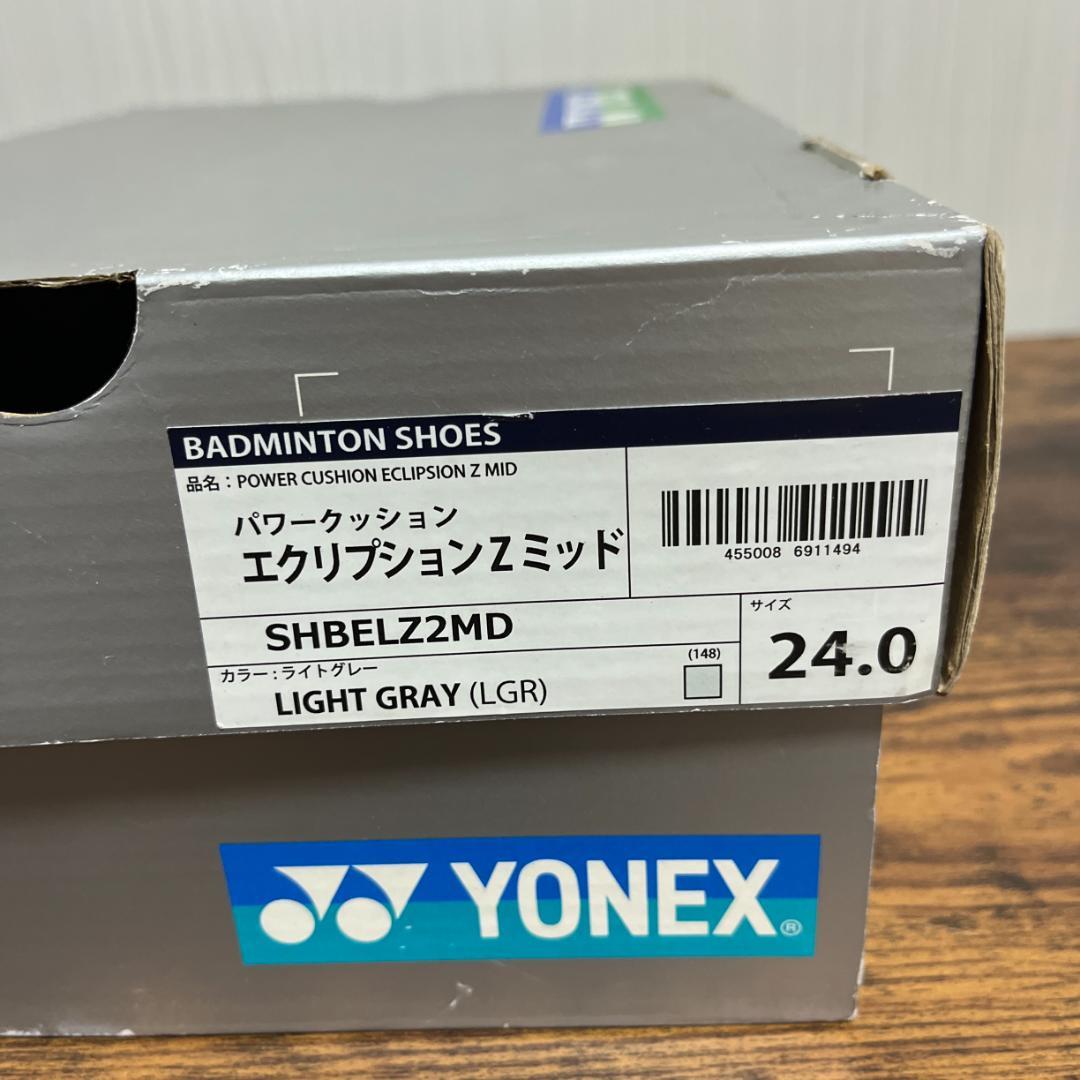 BADMINTON SHOES
品名：POWER CUSHION ECLIPSION Z MID
パワークッション
エクリプションZミッド
455008 6911494
SHBELZ2MD
サイズ
24.0
カラー：ライトグレー
(148)
LIGHT GRAY (LGR)
YONEX®